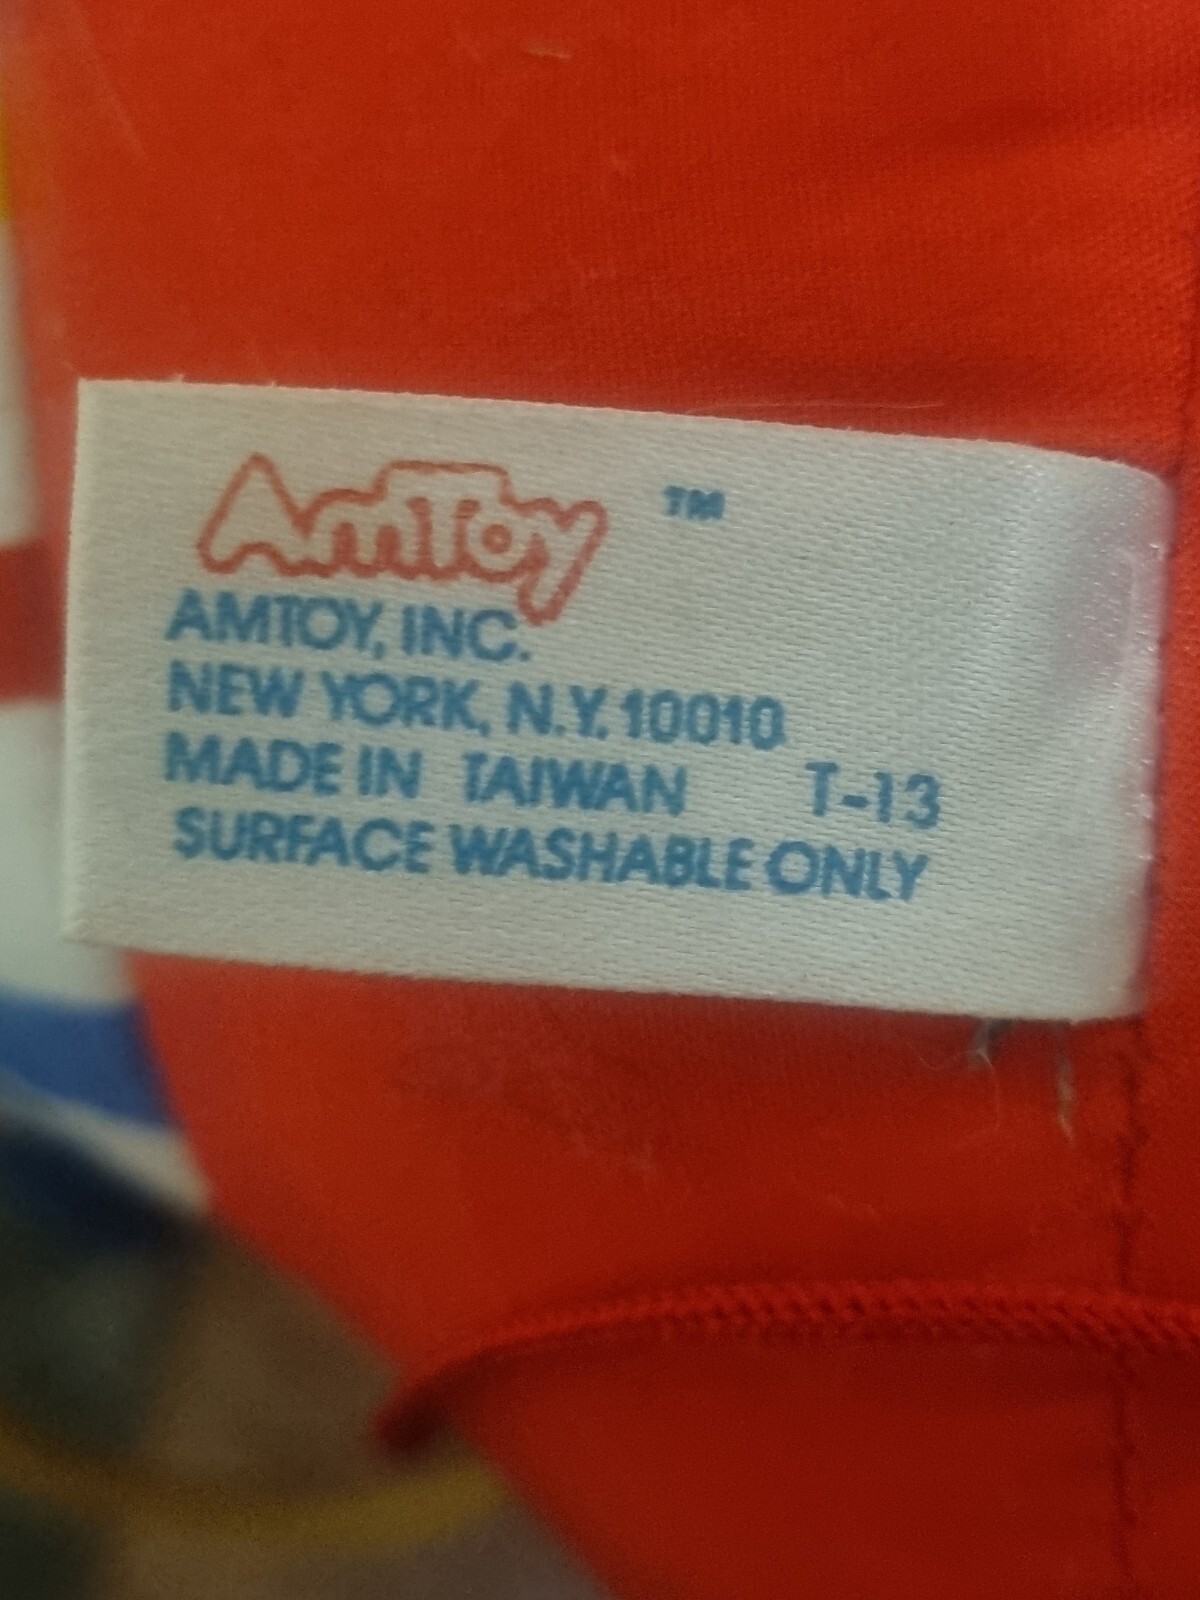 AmToy ™
AMTOY, INC.
NEW YORK, N.Y. 10010
MADE IN TAIWAN T-13
SURFACE WASHABLE ONLY